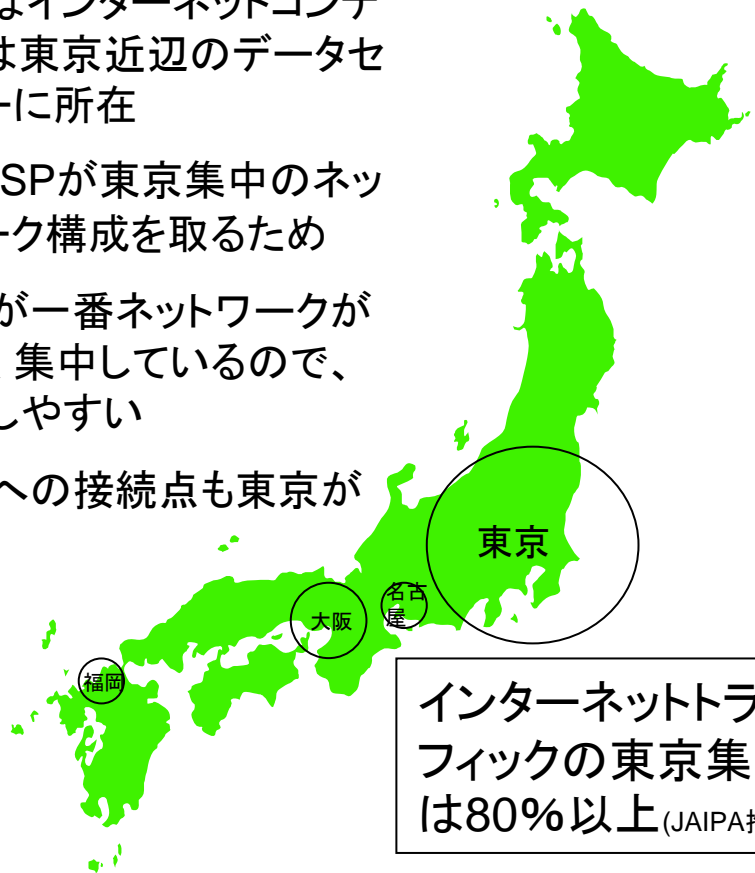 インターネットコンテ
は東京近辺のデータセ
ーに所在
SPが東京集中のネッ
ーク構成を取るため
が一番ネットワークが
集中しているので、
しやすい
への接続点も東京が
東京
名古
屋
大阪
福岡
インターネットトラ
フィックの東京集
は80%以上(JAIPA